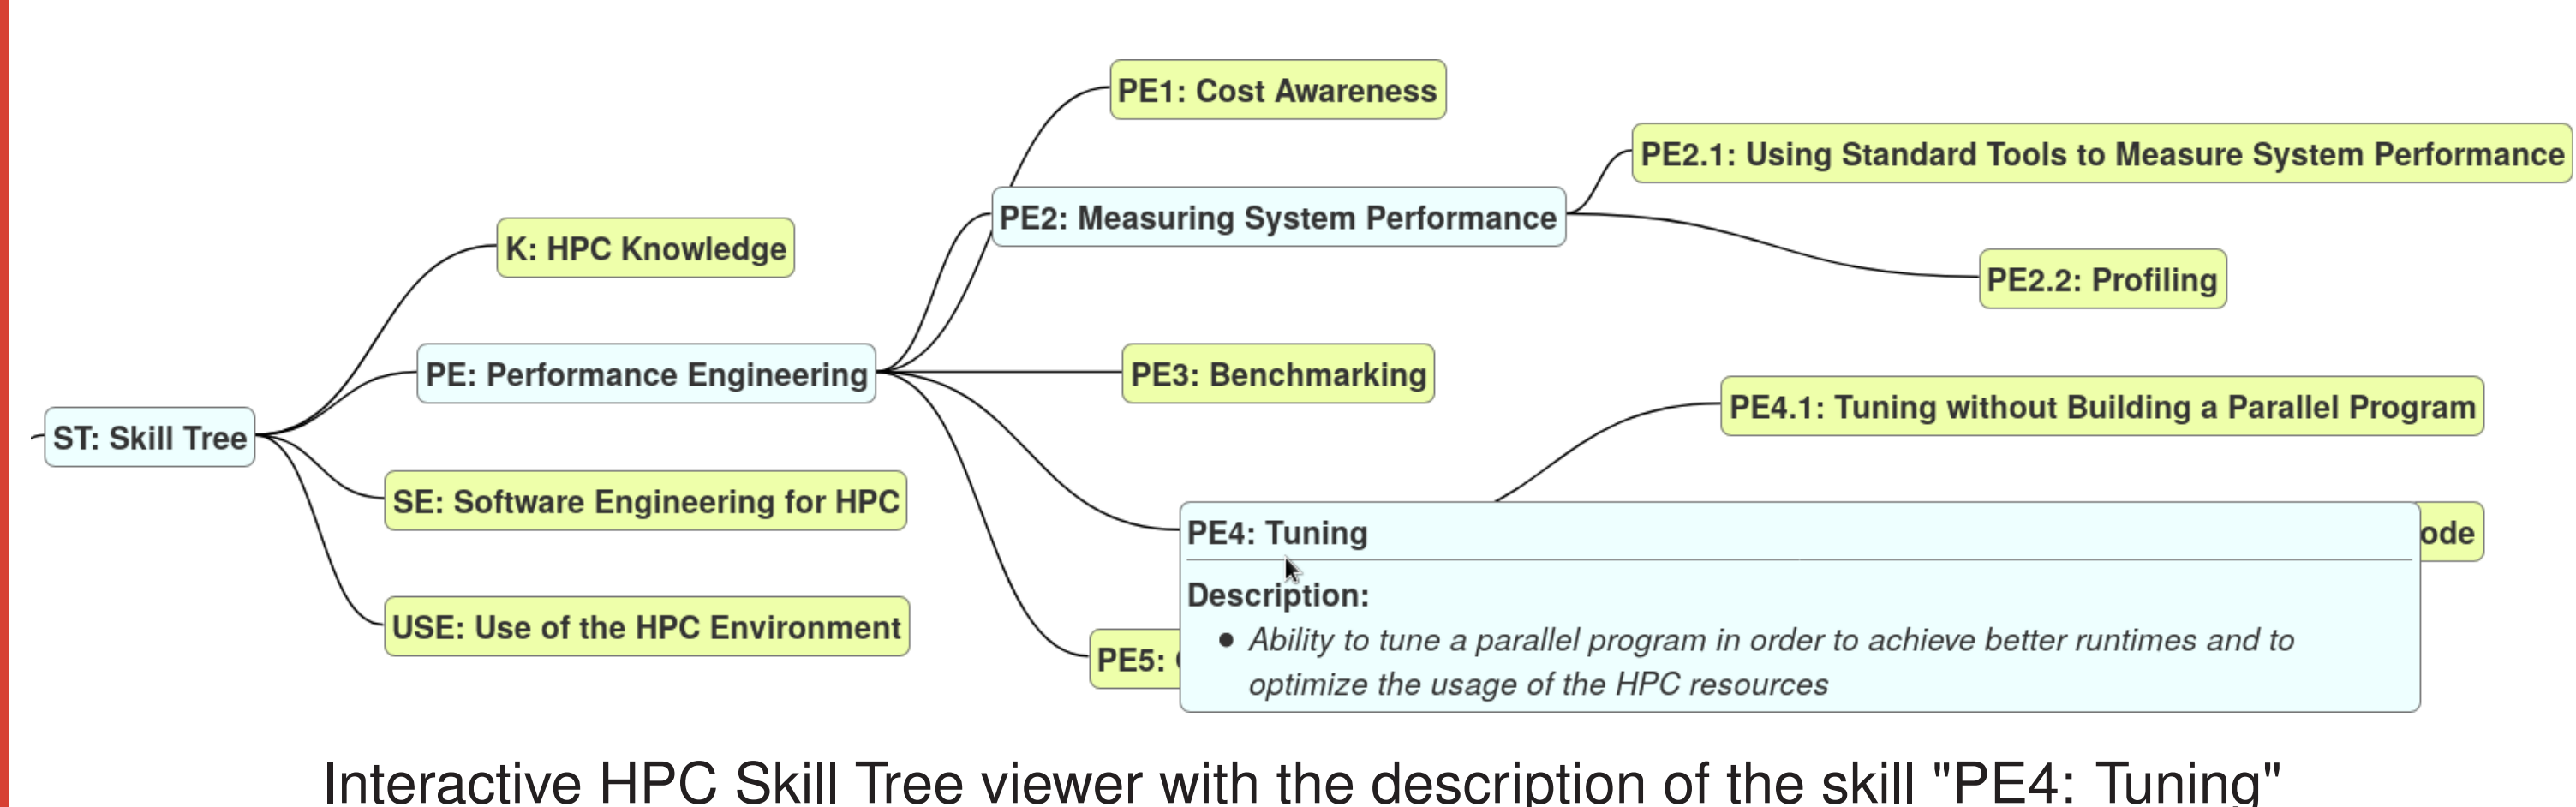 PE1: Cost Awareness
PE2.1: Using Standard Tools to Measure System Performance
PE2: Measuring System Performance
K: HPC Knowledge
PE2.2: Profiling
PE: Performance Engineering
PE3: Benchmarking
PE4.1: Tuning without Building a Parallel Program
ST: Skill Tree
SE: Software Engineering for HPC
PE4: Tuning
USE: Use of the HPC Environment
PE5:
Description:
● Ability to tune a parallel program in order to achieve better runtimes and to
optimize the usage of the HPC resources
Interactive HPC Skill Tree viewer with the description of the skill "PE4: Tuning"